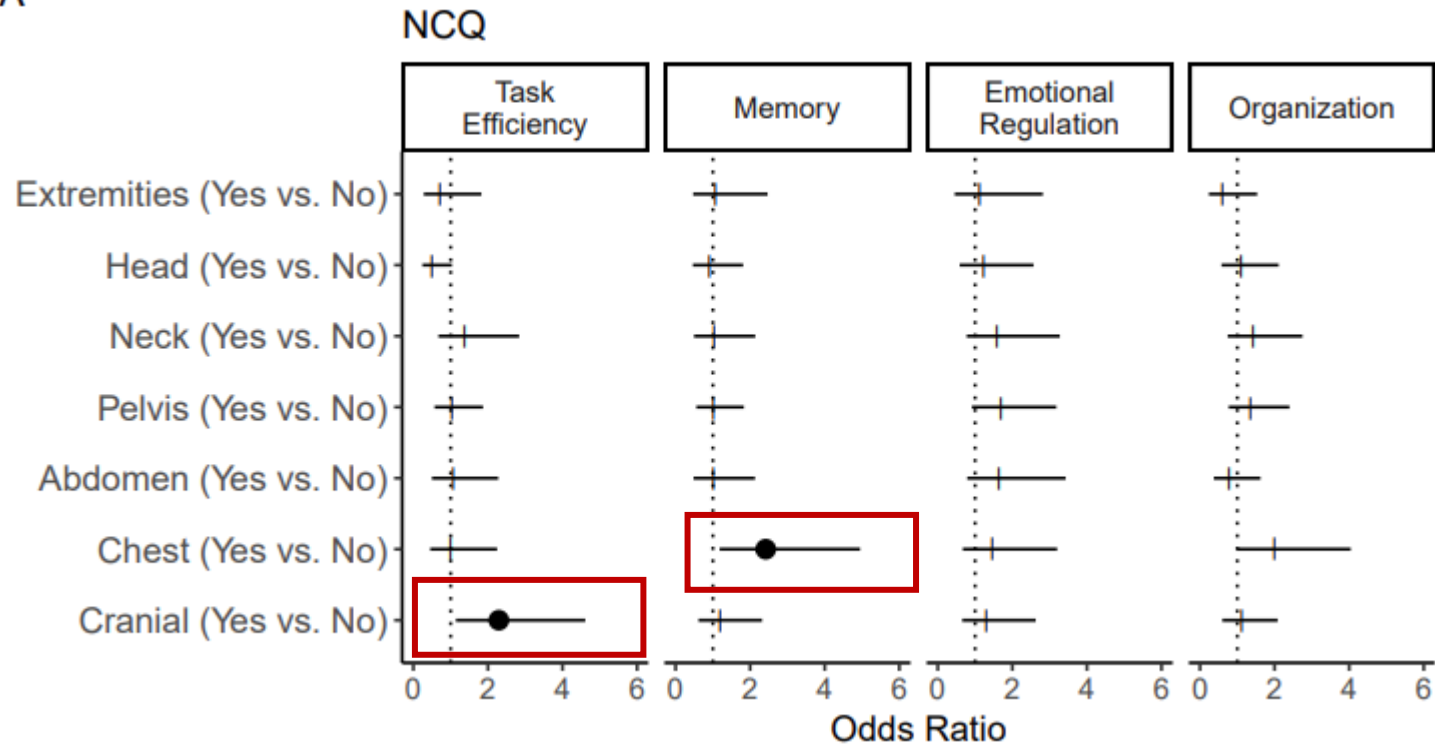 A
NCQ
Task
Efficiency
Memory
Emotional
Regulation
Organization
Extremities (Yes vs. No)
Head (Yes vs. No)
Neck (Yes vs. No)
Pelvis (Yes vs. No)
Abdomen (Yes vs. No)
Chest (Yes vs. No)
Cranial (Yes vs. No)
0 2 4 6 0 2 4 6 0 2 4 6 0 2 4 6
Odds Ratio